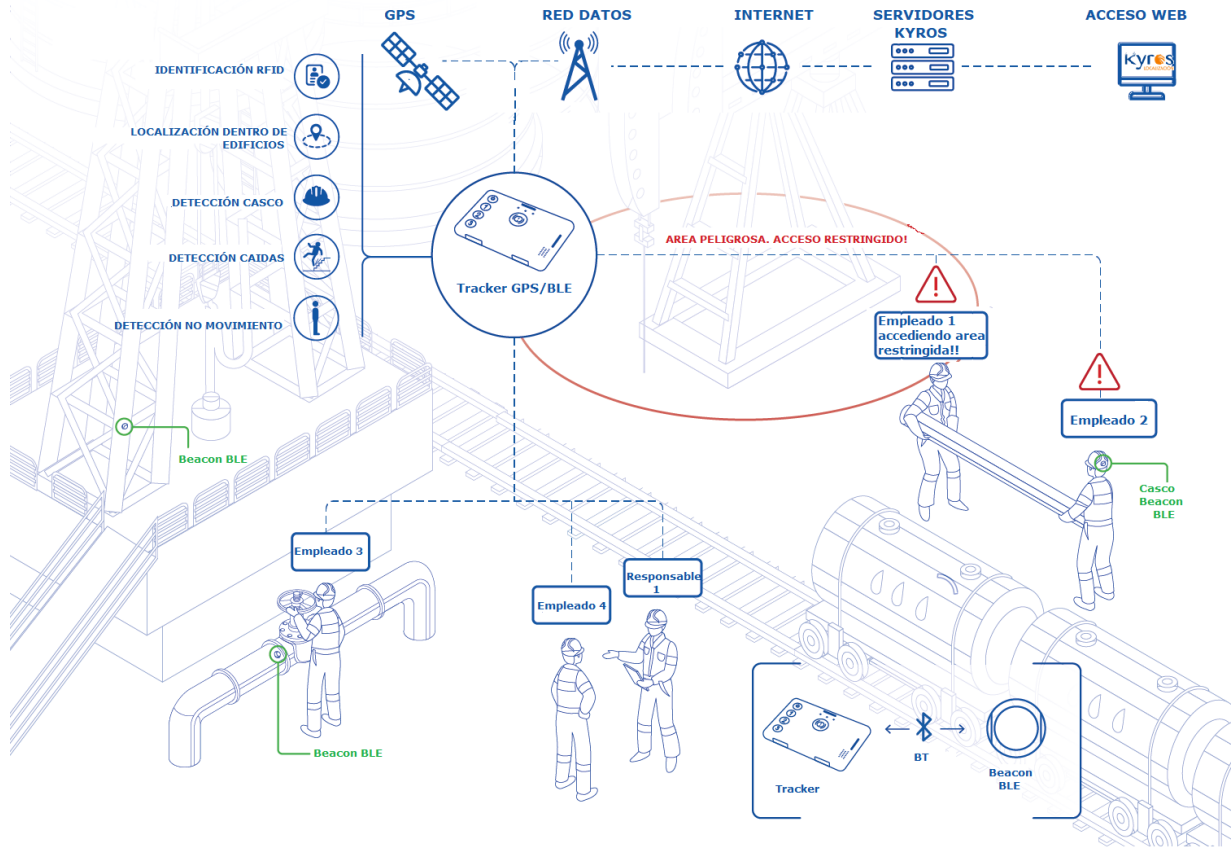 GPS
RED DATOS
INTERNET
SERVIDORES
KYROS
ACCESO WEB
kyros
IDENTIFICACIÓN RFID
LOCALIZACIÓN DENTRO DE
EDIFICIOS
DETECCIÓN CASCO
DETECCIÓN CAIDAS
DETECCIÓN NO MOVIMIENTO
Tracker GPS/BLE
AREA PELIGROSA. ACCESO RESTRINGIDO!
Empleado 1
accediendo area
restringida!!
Empleado 2
Casco
Beacon
BLE
Beacon BLE
Empleado 3
Empleado 4
Responsable
1
Beacon BLE
Tracker
BT
Beacon
BLE